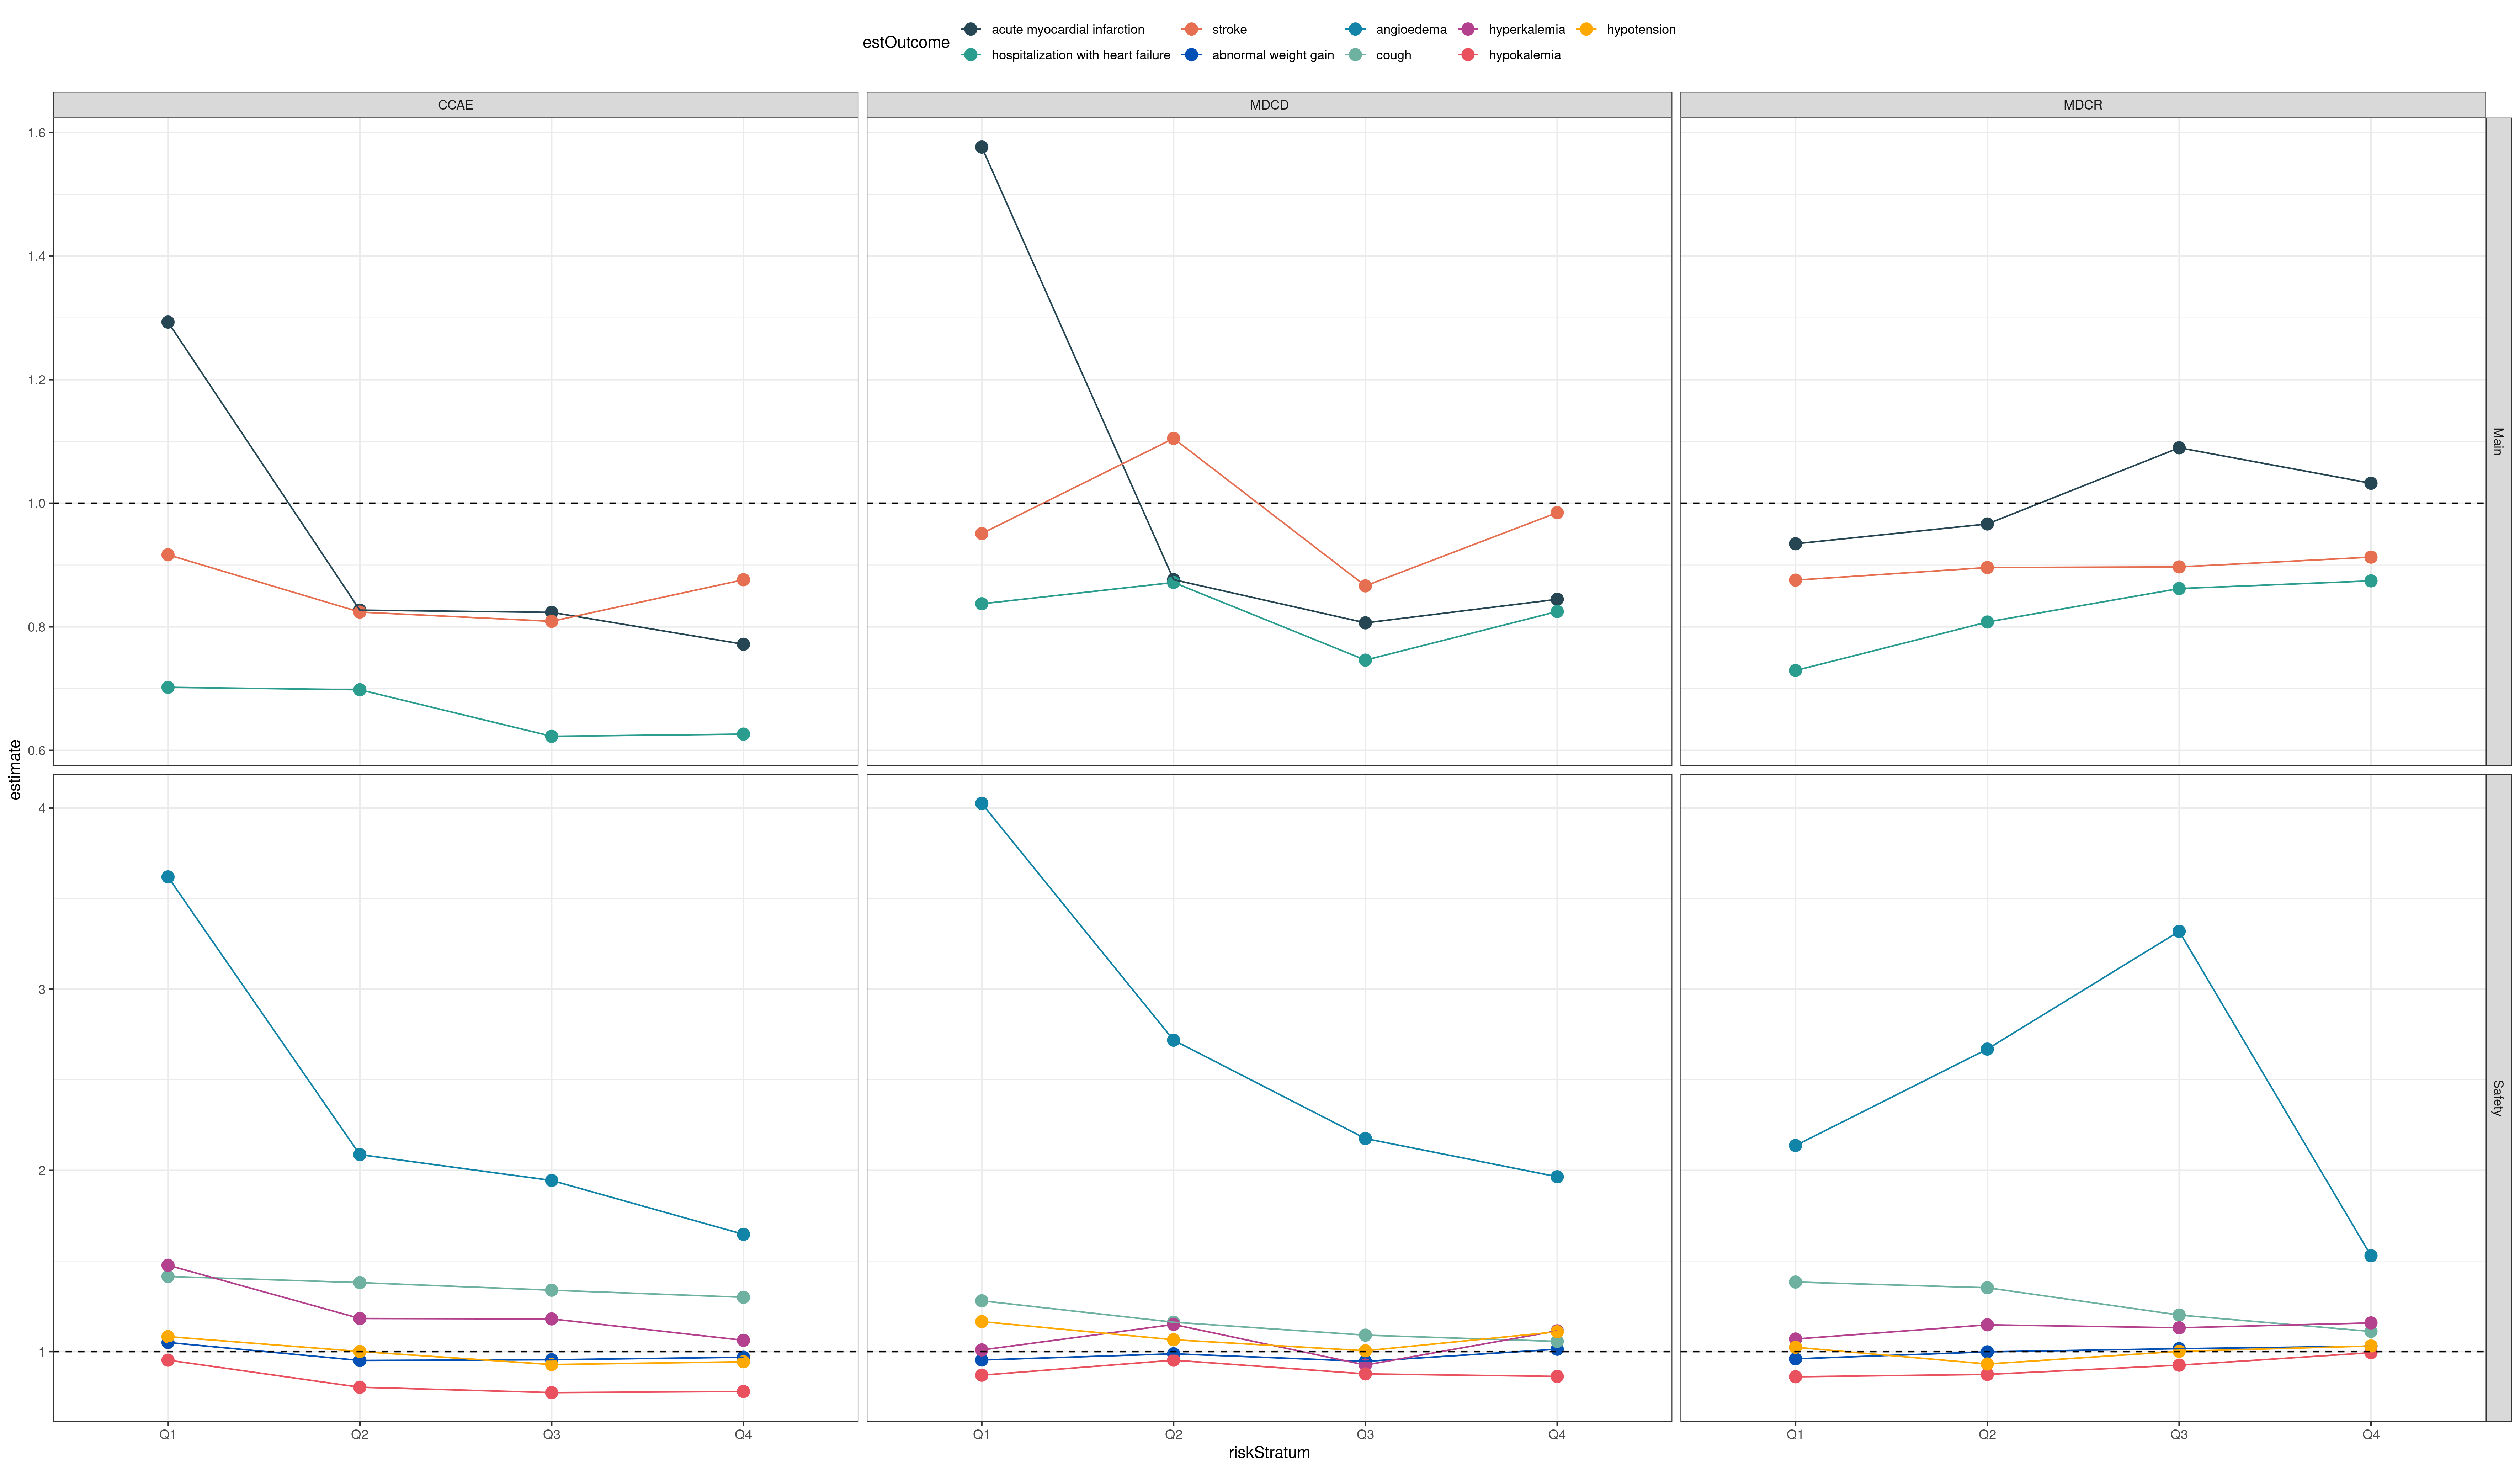 estOutcome
acute myocardial infarction
hospitalization with heart failure
stroke
abnormal weight gain
angioedema
cough
hyperkalemia
hypokalemia
hypotension
CCAE
MDCD
MDCR
Main
Safety
estimate
1.6
1.4
1.2
1.0
0.8
0.6
4
3
2
1
Q1 Q2 Q3 Q4
Q1 Q2 Q3 Q4
Q1 Q2 Q3 Q4
riskStratum